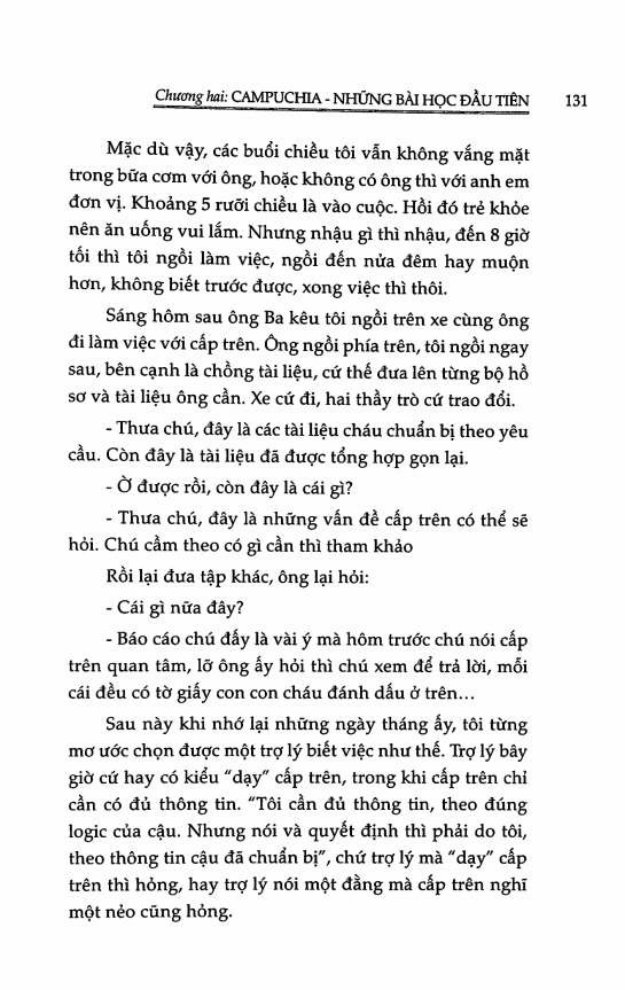 Chương hai: CAMPUCHIA - NHỮNG BÀI HỌC ĐẦU TIÊN 131
Mặc dù vậy, các buổi chiều tôi vẫn không vắng mặt
trong bữa cơm với ông, hoặc không có ông thì với anh em
đơn vị. Khoảng 5 rưỡi chiều là vào cuộc. Hồi đó trẻ khỏe
nên ăn uống vui lắm. Nhưng nhậu gì thì nhậu, đến 8 giờ
tối thì tôi ngồi làm việc, ngồi đến nửa đêm hay muộn
hơn, không biết trước được, xong việc thì thôi.
Sáng hôm sau ông Ba kêu tôi ngồi trên xe cùng ông
đi làm việc với cấp trên. Ông ngồi phía trên, tôi ngồi ngay
sau, bên cạnh là chồng tài liệu, cứ thế đưa lên từng bộ hồ
sơ và tài liệu ông cần. Xe cứ đi, hai thầy trò cứ trao đổi.
- Thưa chú, đây là các tài liệu cháu chuẩn bị theo yêu
cầu. Còn đây là tài liệu đã được tổng hợp gọn lại.
- Ờ được rồi, còn đây là cái gì?
- Thưa chú, đây là những vấn đề cấp trên có thể sẽ
hỏi. Chú cầm theo có gì cần thì tham khảo
Rồi lại đưa tập khác, ông lại hỏi:
- Cái gì nữa đây?
- Báo cáo chú đấy là vài ý mà hôm trước chú nói cấp
trên quan tâm, lỡ ông ấy hỏi thì chú xem để trả lời, mỗi
cái đều có tờ giấy con con cháu đánh dấu ở trên...
Sau này khi nhớ lại những ngày tháng ấy, tôi từng
mơ ước chọn được một trợ lý biết việc như thế. Trợ lý bây
giờ cứ hay có kiểu "dạy" cấp trên, trong khi cấp trên chỉ
cần có đủ thông tin. "Tôi cần đủ thông tin, theo đúng
logic của cậu. Nhưng nói và quyết định thì phải do tôi,
theo thông tin cậu đã chuẩn bị", chứ trợ lý mà "dạy" cấp
trên thì hỏng, hay trợ lý nói một đằng mà cấp trên nghĩ
một nẻo cũng hỏng.